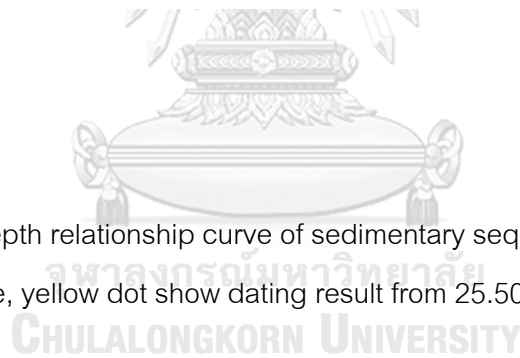 epth relationship curve of sedimentary seq
จุฬาลงกรณ์มหาวิทยาลัย
e, yellow dot show dating result from 25.50
CHULALONGKORN UNIVERSITY